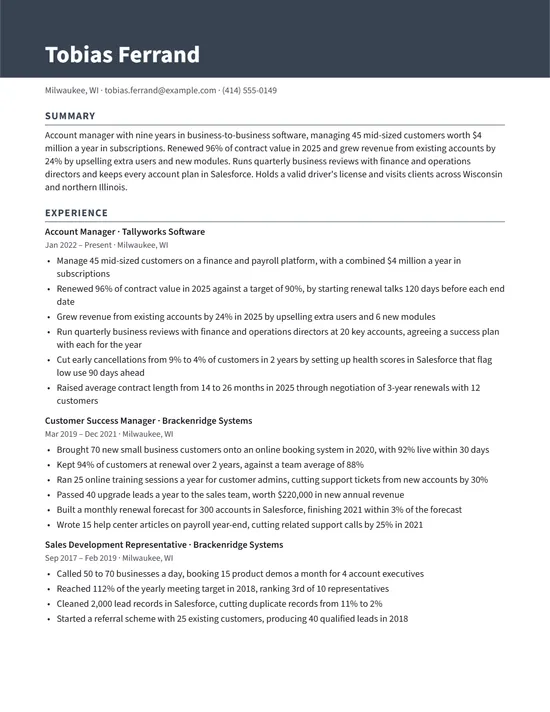 Tobias Ferrand
Milwaukee, WI · tobias.ferrand@example.com · (414) 555-0149
SUMMARY
Account manager with nine years in business-to-business software, managing 45 mid-sized customers worth $4
million a year in subscriptions. Renewed 96% of contract value in 2025 and grew revenue from existing accounts by
24% by upselling extra users and new modules. Runs quarterly business reviews with finance and operations
directors and keeps every account plan in Salesforce. Holds a valid driver's license and visits clients across Wisconsin
and northern Illinois.
EXPERIENCE
Account Manager · Tallyworks Software
Jan 2022 – Present · Milwaukee, WI
• Manage 45 mid-sized customers on a finance and payroll platform, with a combined $4 million a year in
subscriptions
• Renewed 96% of contract value in 2025 against a target of 90%, by starting renewal talks 120 days before each end
date
• Grew revenue from existing accounts by 24% in 2025 by upselling extra users and 6 new modules
• Run quarterly business reviews with finance and operations directors at 20 key accounts, agreeing a success plan
with each for the year
• Cut early cancellations from 9% to 4% of customers in 2 years by setting up health scores in Salesforce that flag
low use 90 days ahead
• Raised average contract length from 14 to 26 months in 2025 through negotiation of 3-year renewals with 12
customers
Customer Success Manager · Brackenridge Systems
Mar 2019 – Dec 2021 · Milwaukee, WI
• Brought 70 new small business customers onto an online booking system in 2020, with 92% live within 30 days
• Kept 94% of customers at renewal over 2 years, against a team average of 88%
• Ran 25 online training sessions a year for customer admins, cutting support tickets from new accounts by 30%
• Passed 40 upgrade leads a year to the sales team, worth $220,000 in new annual revenue
• Built a monthly renewal forecast for 300 accounts in Salesforce, finishing 2021 within 3% of the forecast
• Wrote 15 help center articles on payroll year-end, cutting related support calls by 25% in 2021
Sales Development Representative · Brackenridge Systems
Sep 2017 – Feb 2019 · Milwaukee, WI
• Called 50 to 70 businesses a day, booking 15 product demos a month for 4 account executives
• Reached 112% of the yearly meeting target in 2018, ranking 3rd of 10 representatives
• Cleaned 2,000 lead records in Salesforce, cutting duplicate records from 11% to 2%
• Started a referral scheme with 25 existing customers, producing 40 qualified leads in 2018